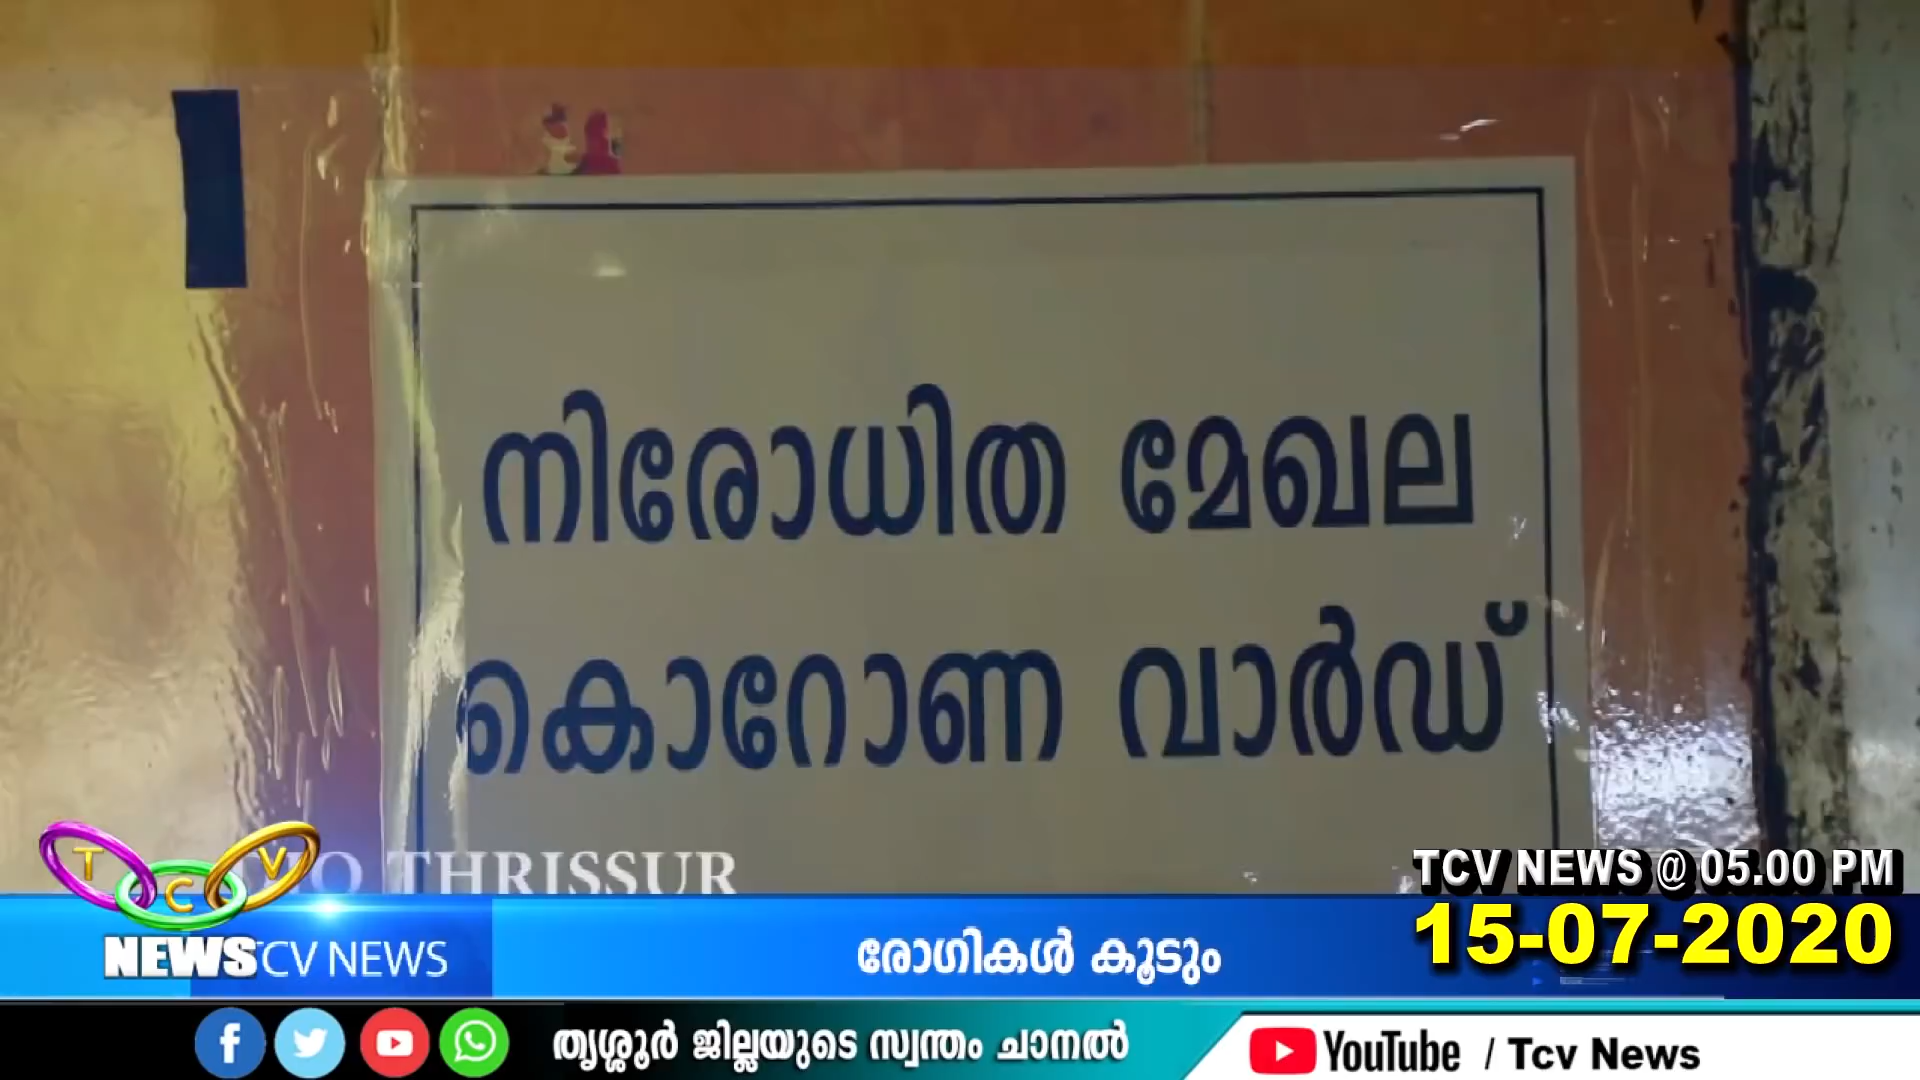 നിരോധിത മേഖല
കൊറോണ വാർഡ്
THRISSUR
T C V
NEWS
TCV NEWS
രോഗികൾ കൂടും
TCV NEWS @ 05.00 PM
15-07-2020
തൃശ്ശൂർ ജില്ലയുടെ സ്വന്തം ചാനൽ
YouTube / Tcv News